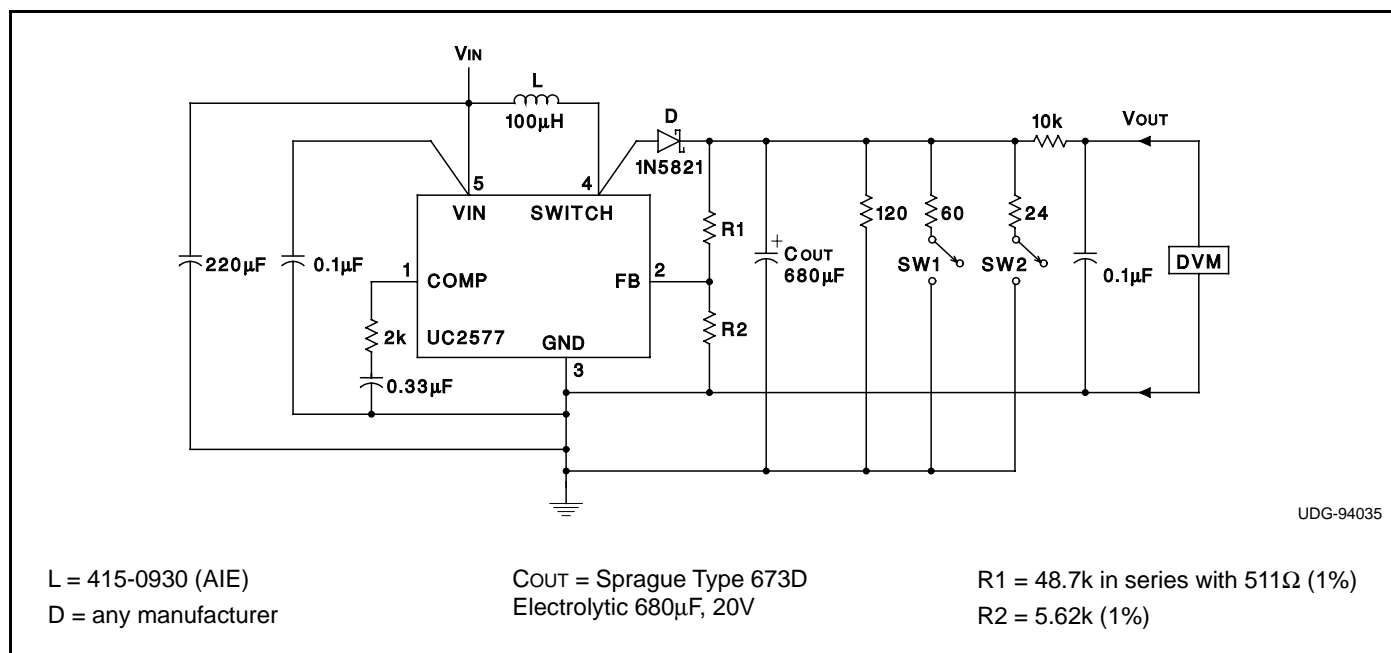 VIN
L
100µH
D
1N5821
10k
VOUT
5
4
VIN
SWITCH
R1
120
60
24
220µF
0.1µF
1
COMP
2
FB
+
COUT
680µF
SW1
SW2
0.1µF
DVM
2k
UC2577
GND
R2
3
0.33µF
UDG-94035
L = 415-0930 (AIE)
D = any manufacturer
COUT = Sprague Type 673D
Electrolytic 680µF, 20V
R1 = 48.7k in series with 511Ω (1%)
R2 = 5.62k (1%)